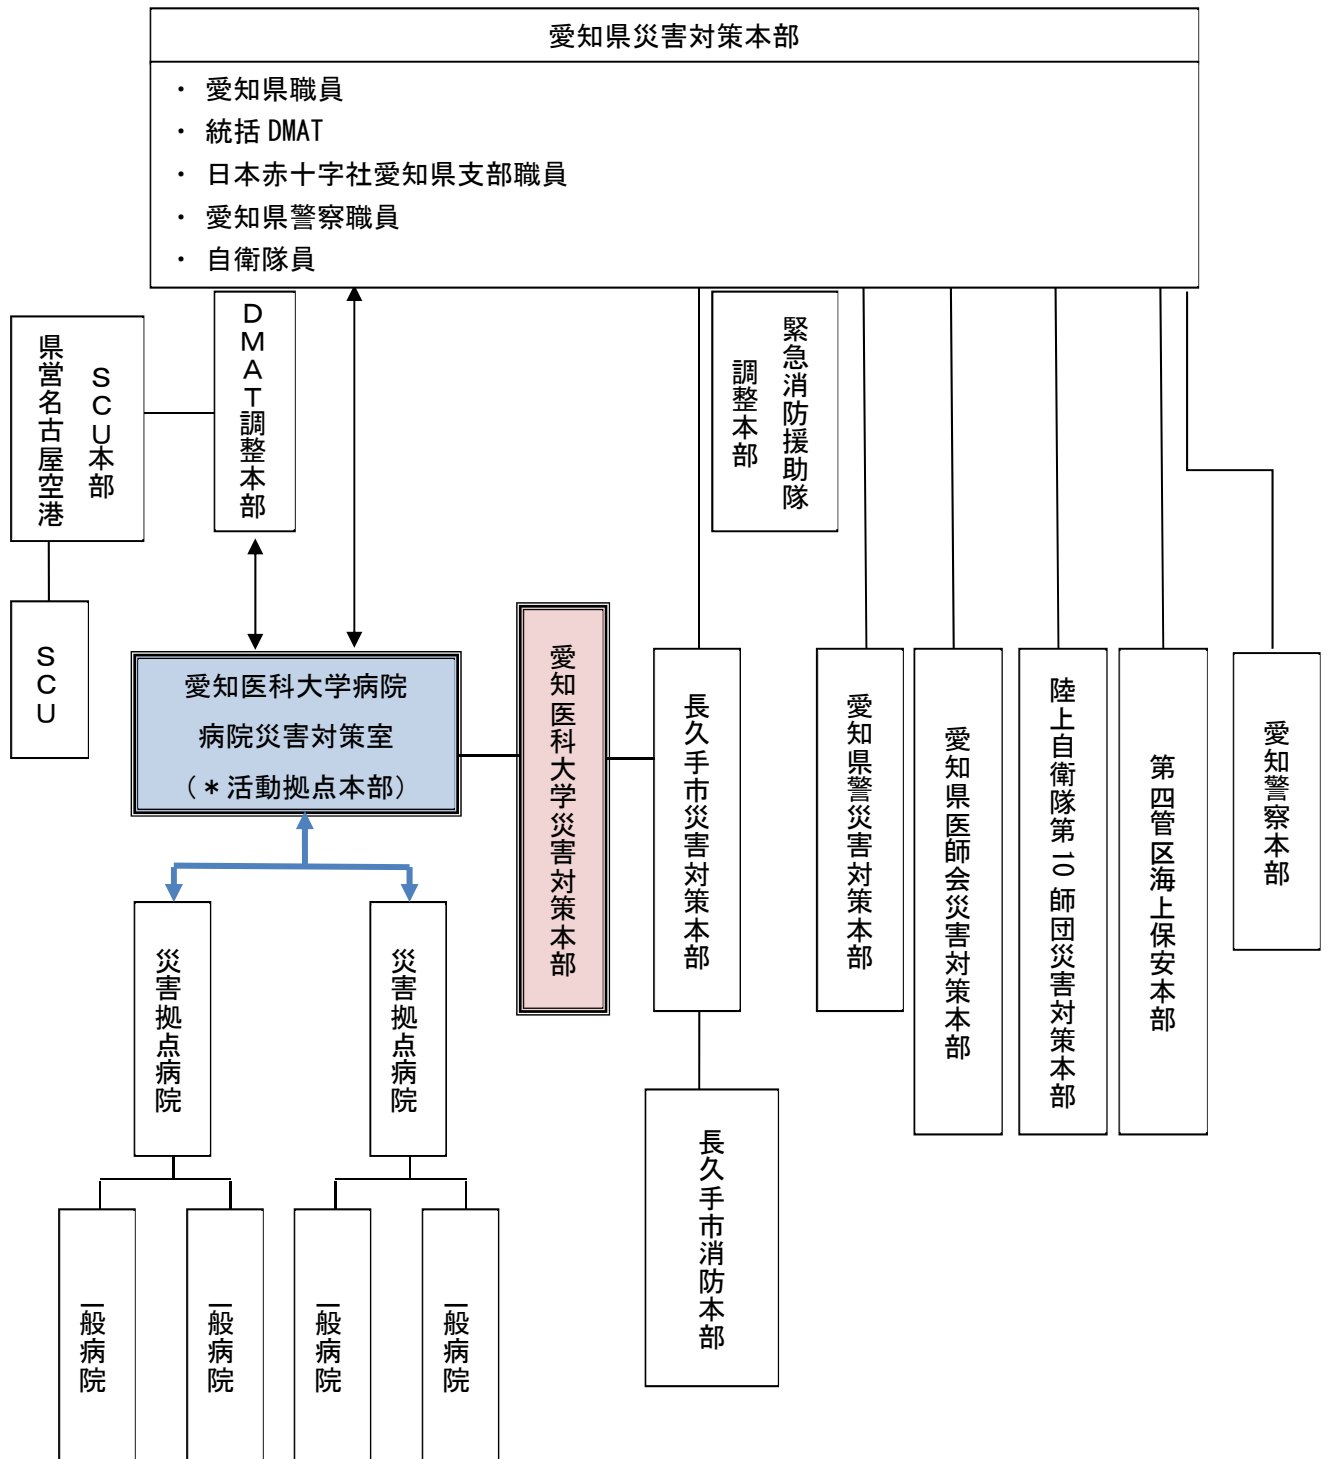 愛知県災害対策本部
・ 愛知県職員
・ 統括 DMAT
・ 日本赤十字社愛知県支部職員
・ 愛知県警察職員
・ 自衛隊員
DMAT調整本部
緊急消防援助隊
調整本部
SCU本部
県営名古屋空港
SCU
愛知医科大学病院
病院災害対策室
(*活動拠点本部)
愛知医科大学災害対策本部
長久手市災害対策本部
愛知県警災害対策本部
愛知県医師会災害対策本部
陸上自衛隊第10師団災害対策本部
第四管区海上保安本部
愛知警察本部
災害拠点病院
災害拠点病院
長久手市消防本部
一般病院
一般病院
一般病院
一般病院